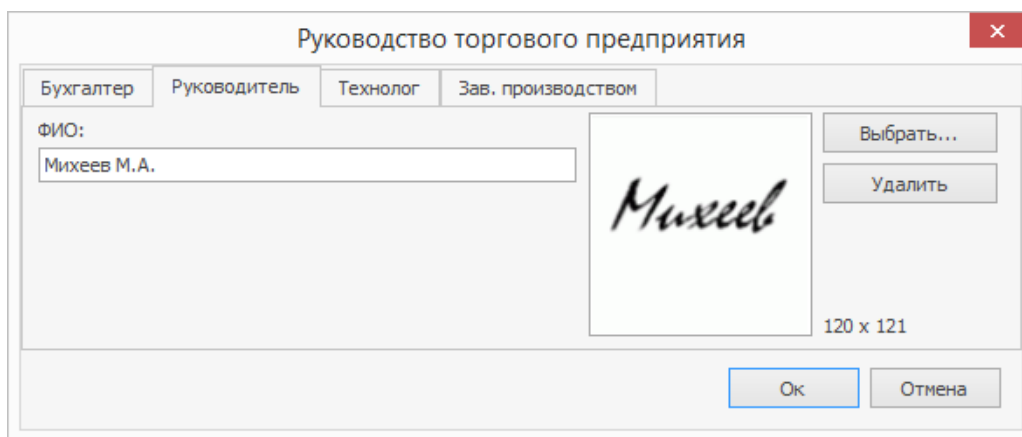 Руководство торгового предприятия
Бухгалтер Руководитель Технолог Зав. производством
ФИО:
Михеев М.А.
Михеев
Выбрать...
Удалить
120 x 121
Ок Отмена